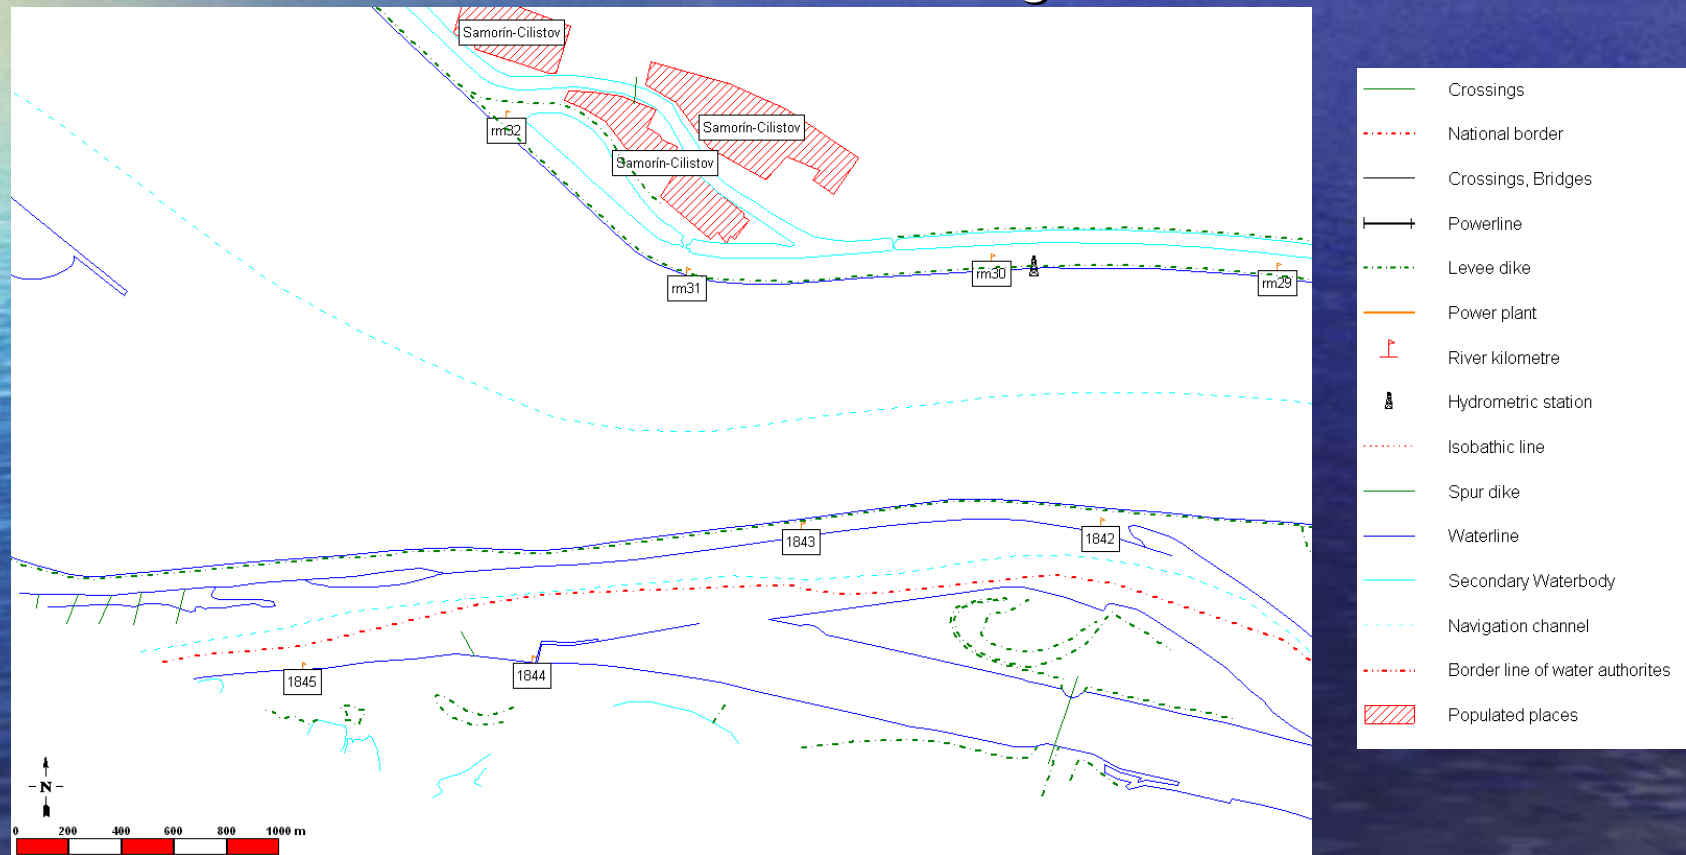 Samorín-Cilistov
rm32
Samorín-Cilistov
Samorín-Cilistov
rm31
rm30
rm29
1843
1842
1845
1844
N
0 200 400 600 800 1000 m
Crossings
National border
Crossings, Bridges
Powerline
Levee dike
Power plant
River kilometre
Hydrometric station
Isobathic line
Spur dike
Waterline
Secondary Waterbody
Navigation channel
Border line of water authorites
Populated places